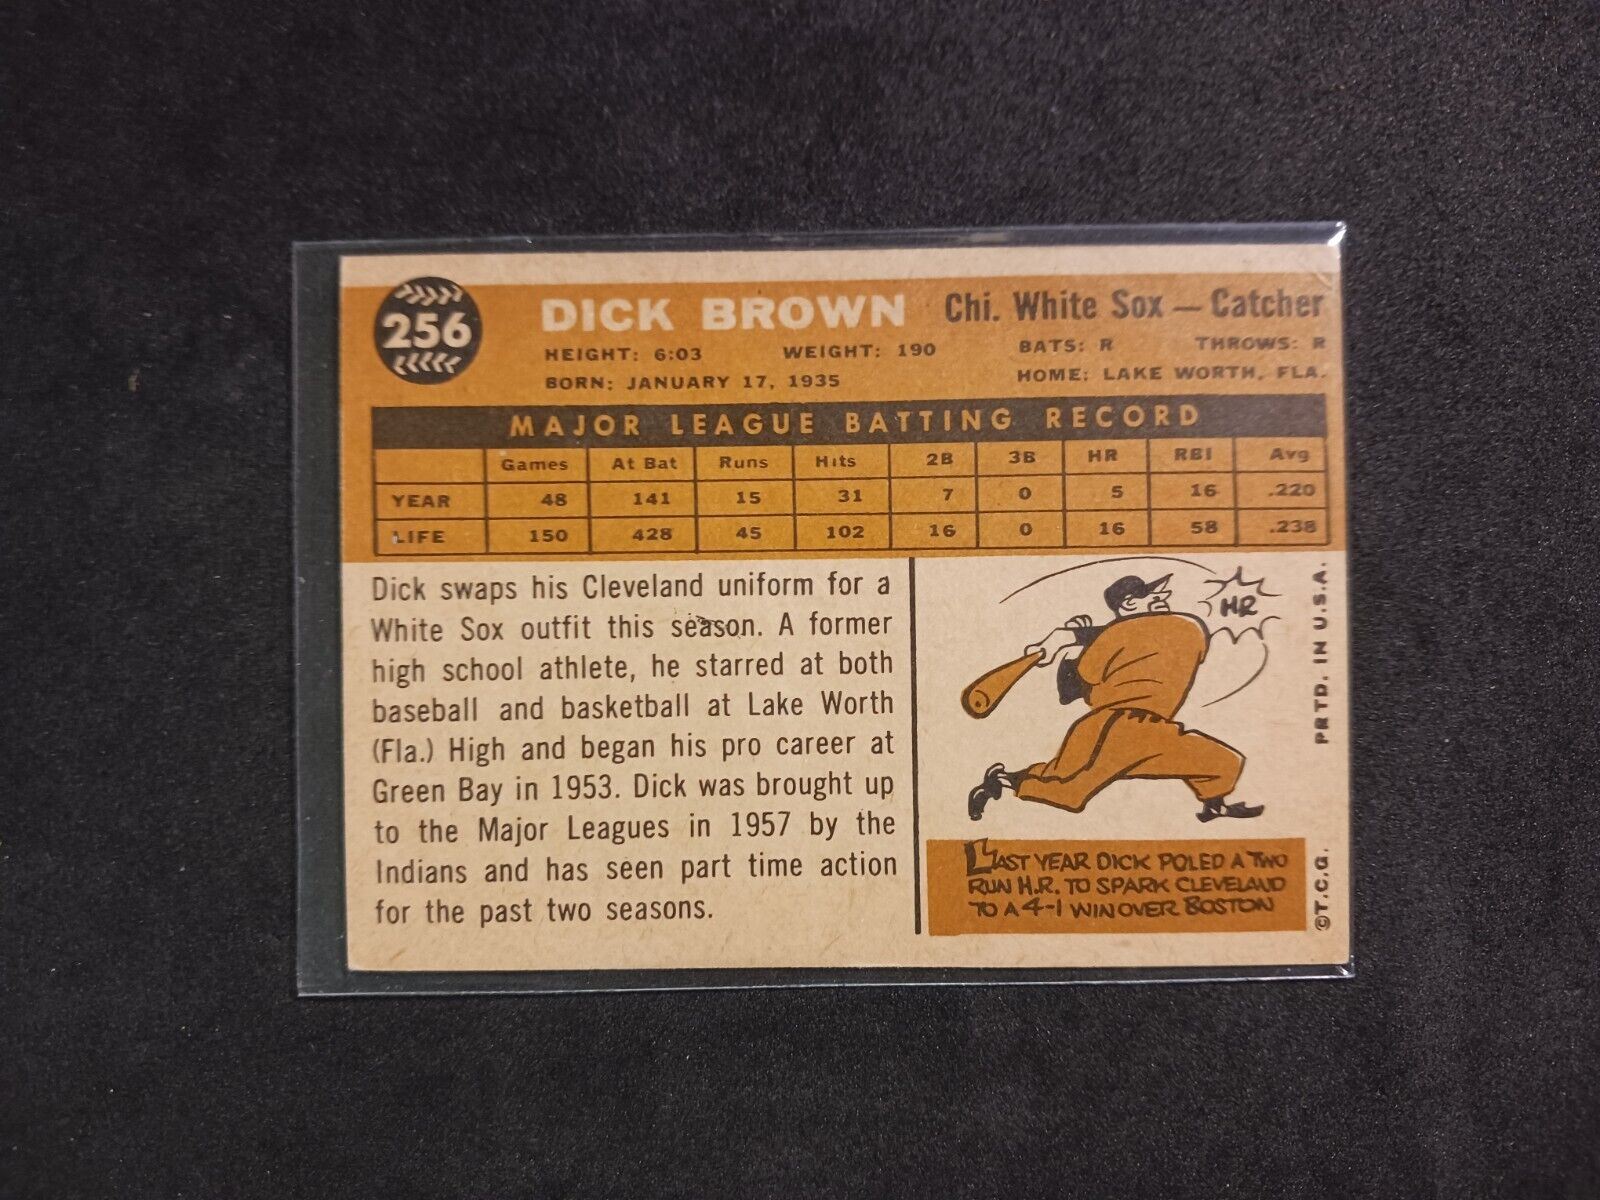 256
DICK BROWN Chi. White Sox — Catcher
HEIGHT: 6:03 WEIGHT: 190 BATS: R THROWS: R
BORN: JANUARY 17, 1935 HOME: LAKE WORTH, FLA.
MAJOR LEAGUE BATTING RECORD
Games At Bat Runs Hits 2B 3B HR RBI Avg
YEAR 48 141 15 31 7 0 5 16 .220
LIFE 150 428 45 102 16 0 16 58 .238
Dick swaps his Cleveland uniform for a
White Sox outfit this season. A former
high school athlete, he starred at both
baseball and basketball at Lake Worth
(Fla.) High and began his pro career at
Green Bay in 1953. Dick was brought up
to the Major Leagues in 1957 by the
Indians and has seen part time action
for the past two seasons.
HR
LAST YEAR DICK POLED A TWO
RUN H.R. TO SPARK CLEVELAND
TO A 4-1 WIN OVER BOSTON
©T.C.G. PRTD. IN U.S.A.